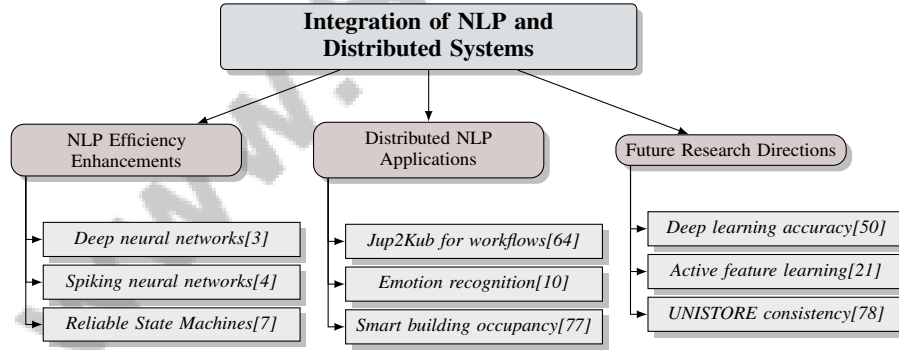 Integration of NLP and
Distributed Systems
NLP Efficiency
Enhancements
Deep neural networks[3]
Spiking neural networks[4]
Reliable State Machines[7]
Distributed NLP
Applications
Jup2Kub for workflows[64]
Emotion recognition[10]
Smart building occupancy[77]
Future Research Directions
Deep learning accuracy[50]
Active feature learning[21]
UNISTORE consistency[78]
www.